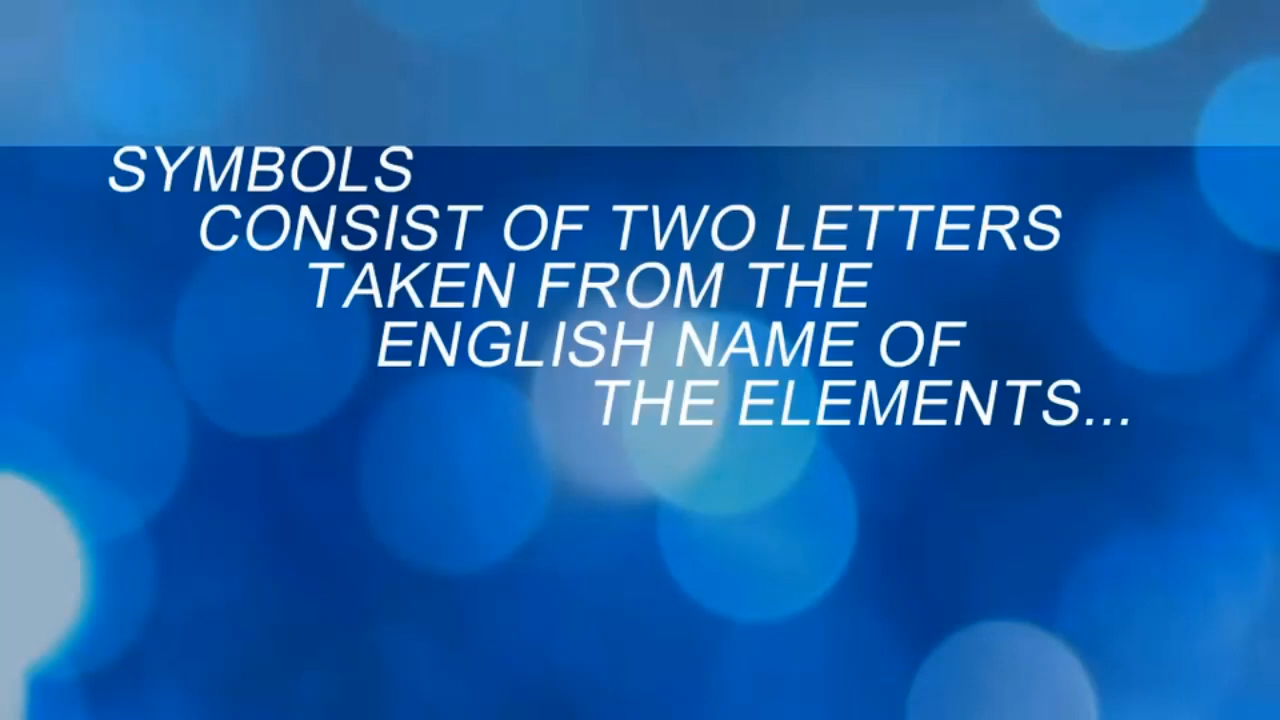 SYMBOLS
CONSIST OF TWO LETTERS
TAKEN FROM THE
ENGLISH NAME OF
THE ELEMENTS...